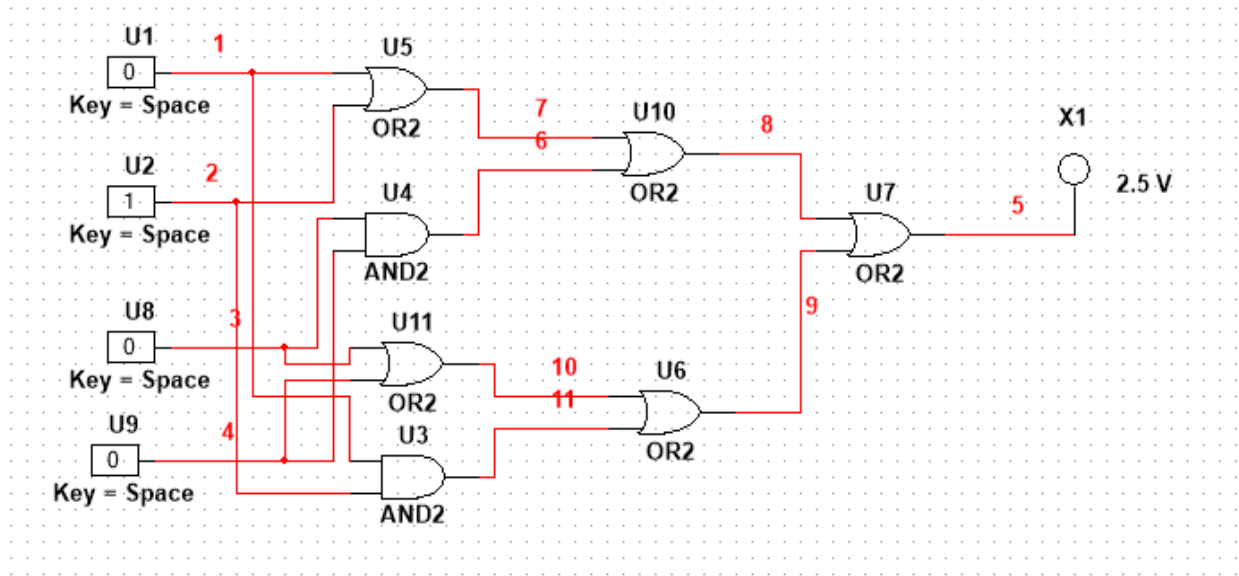 U1
0
Key = Space
1
U5
OR2
U2
1
Key = Space
2
7
6
U10
OR2
8
X1
2.5 V
U4
AND2
U7
OR2
5
U8
0
Key = Space
3
U11
OR2
9
10
11
U6
OR2
U9
0
Key = Space
4
U3
AND2